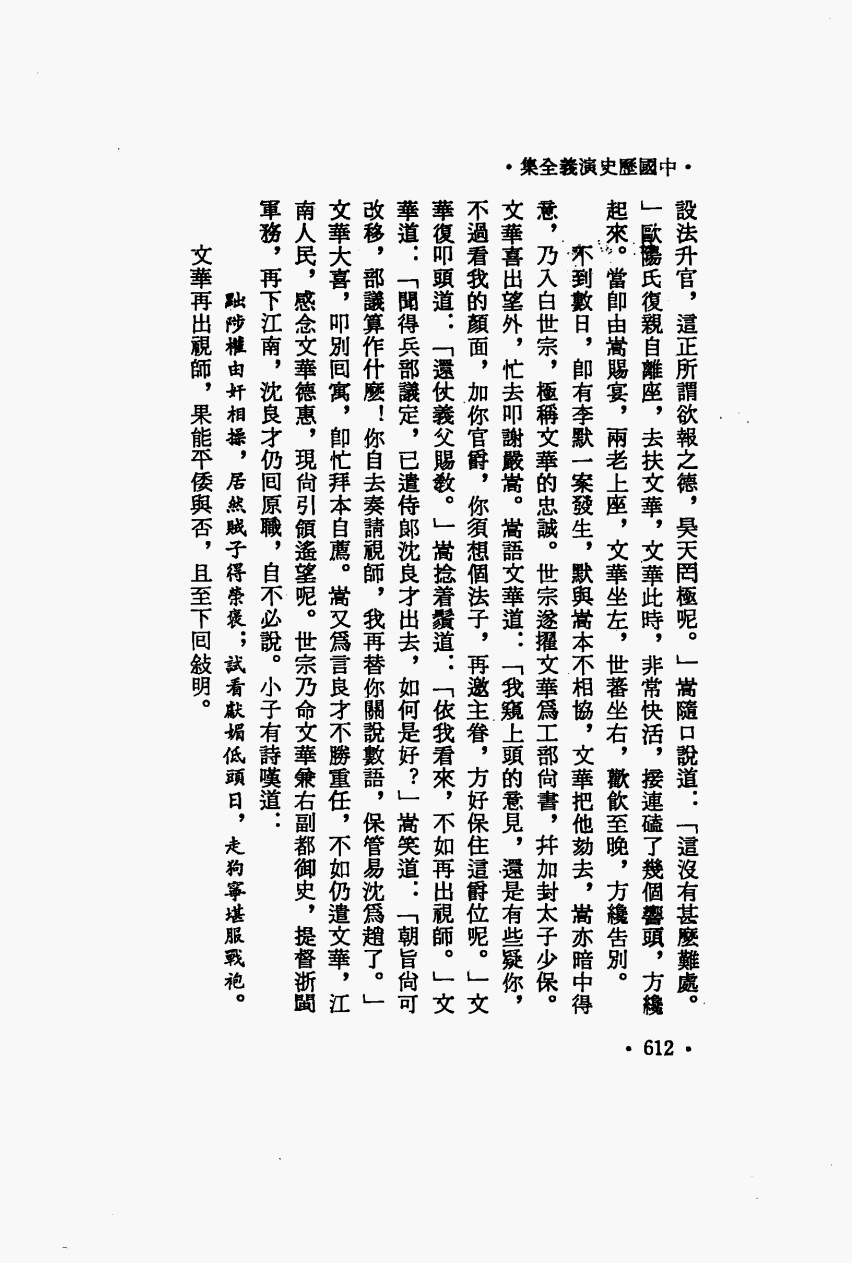 •中國歷史演義全集•
設法升官，這正所謂欲報之德，昊天罔極呢。」嵩隨口說道：「這沒有甚麼難處。
」歐陽氏復親自離座，去扶文華，文華此時，非常快活，接連磕了幾個響頭，方纔
起來。當卽由嵩賜宴，兩老上座，文華坐左，世蕃坐右，歡飮至晚，方纔告別。
不到數日，卽有李默一案發生，默與嵩本不相協，文華把他劾去，嵩亦暗中得
意，乃入白世宗，極稱文華的忠誠。世宗遂擢文華爲工部尙書，幷加封太子少保。
文華喜出望外，忙去叩謝嚴嵩。嵩語文華道：「我窺上頭的意見，還是有些疑你，
不過看我的顏面，加你官爵，你須想個法子，再邀主眷，方好保住這爵位呢。」文
華復叩頭道：「還仗義父賜敎。」嵩捻着鬚道：「依我看來，不如再出視師。」文
華道：「聞得兵部議定，已遣侍郎沈良才出去，如何是好？」嵩笑道：「朝旨尙可
改移，部議算作什麼！你自去奏請視師，我再替你關說數語，保管易沈爲趙了。」
文華大喜，叩別回寓，卽忙拜本自薦。嵩又爲言良才不勝重任，不如仍遣文華，江
南人民，感念文華德惠，現尙引領遙望呢。世宗乃命文華兼右副都御史，提督浙閩
軍務，再下江南，沈良才仍回原職，自不必說。小子有詩嘆道：
黜陟權由奸相操，居然賊子得榮褒；試看獻媚低頭日，走狗寧堪服戰袍。
文華再出視師，果能平倭與否，且至下回敍明。
•612•